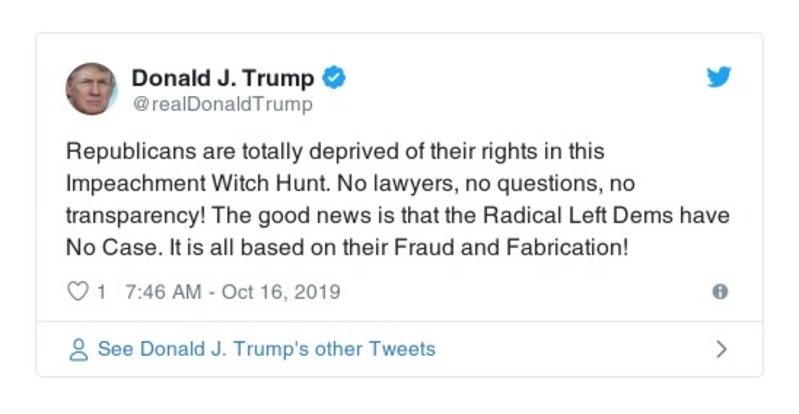 Donald J. Trump
@realDonaldTrump
Republicans are totally deprived of their rights in this
Impeachment Witch Hunt. No lawyers, no questions, no
transparency! The good news is that the Radical Left Dems have
No Case. It is all based on their Fraud and Fabrication!
1 7:46 AM - Oct 16, 2019
See Donald J. Trump's other Tweets